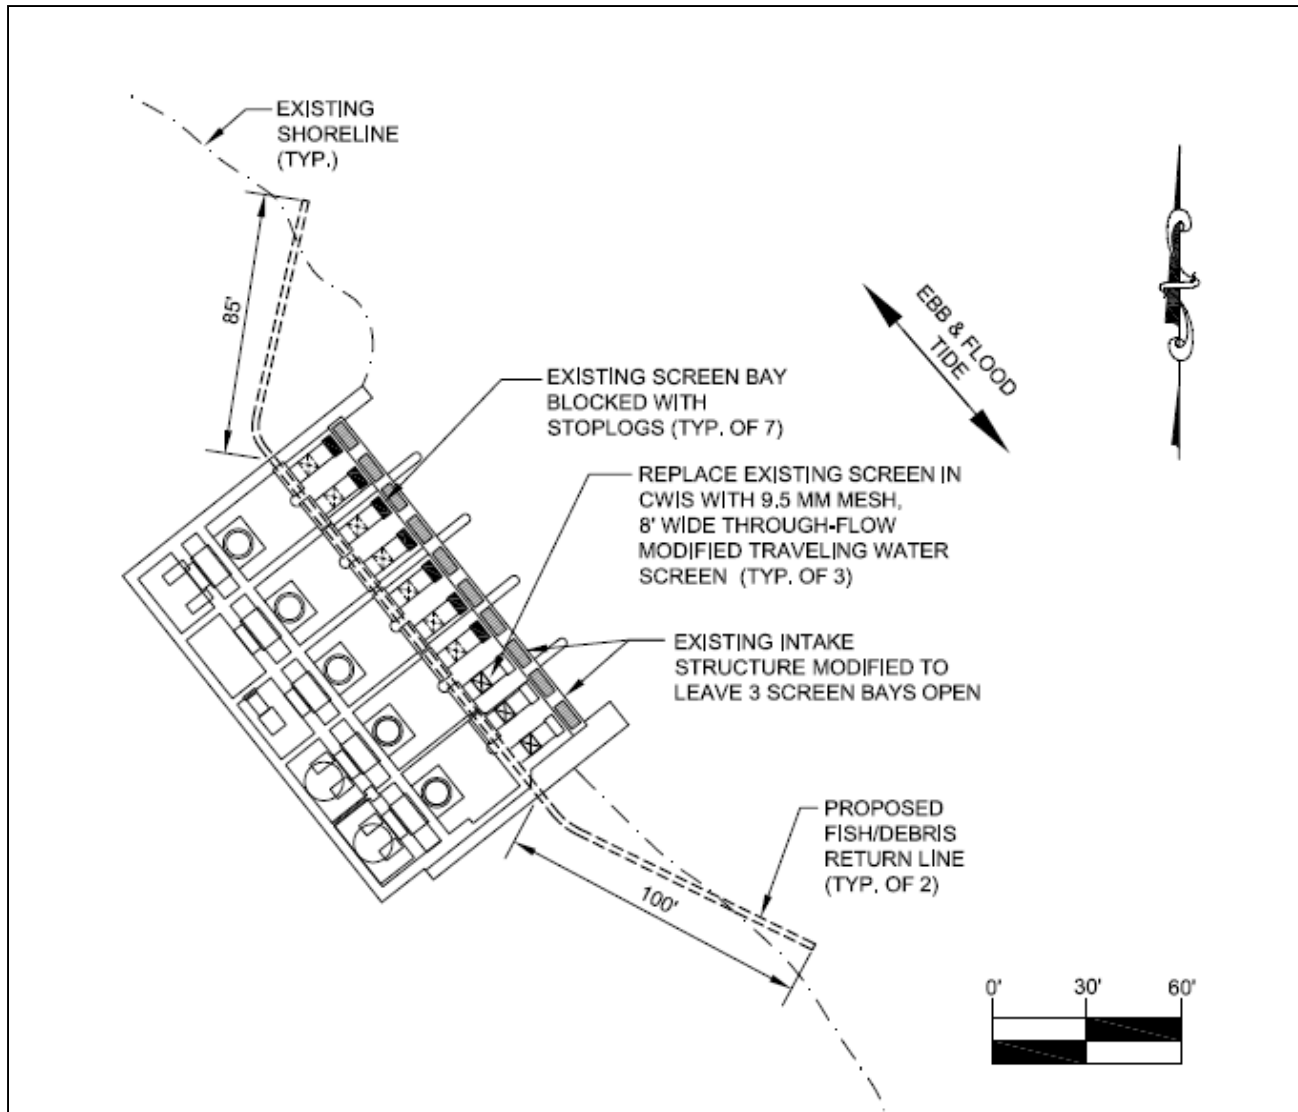 EXISTING
SHORELINE
(TYP.)
85'
EBB & FLOOD
TIDE
EXISTING SCREEN BAY
BLOCKED WITH
STOPLOGS (TYP. OF 7)
REPLACE EXISTING SCREEN IN
CWIS WITH 9.5 MM MESH,
8' WIDE THROUGH-FLOW
MODIFIED TRAVELING WATER
SCREEN (TYP. OF 3)
EXISTING INTAKE
STRUCTURE MODIFIED TO
LEAVE 3 SCREEN BAYS OPEN
PROPOSED
FISH/DEBRIS
RETURN LINE
(TYP. OF 2)
100'
0' 30' 60'